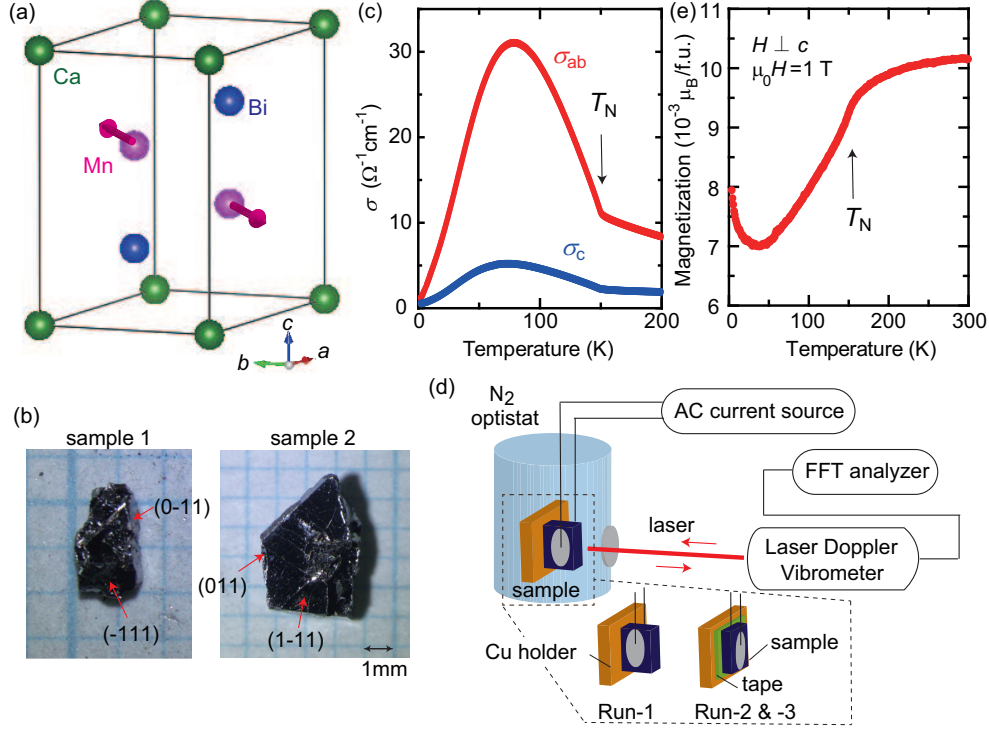 (a)
Ca
Bi
Mn
c
b
a
(b)
sample 1
sample 2
(0-11)
(-111)
(011)
(1-11)
1mm
(c)
30
20
10
0
σ (Ω⁻¹cm⁻¹)
σab
TN
σc
0
50
100
150
200
Temperature (K)
(e)
H ⊥ c
μ0H=1 T
11
10
9
8
7
6
Magnetization (10⁻³ μB/f.u.)
TN
0
100
200
300
Temperature (K)
(d)
N2
optistat
AC current source
FFT analyzer
laser
Laser Doppler
Vibrometer
sample
Cu holder
sample
tape
Run-1
Run-2 & -3